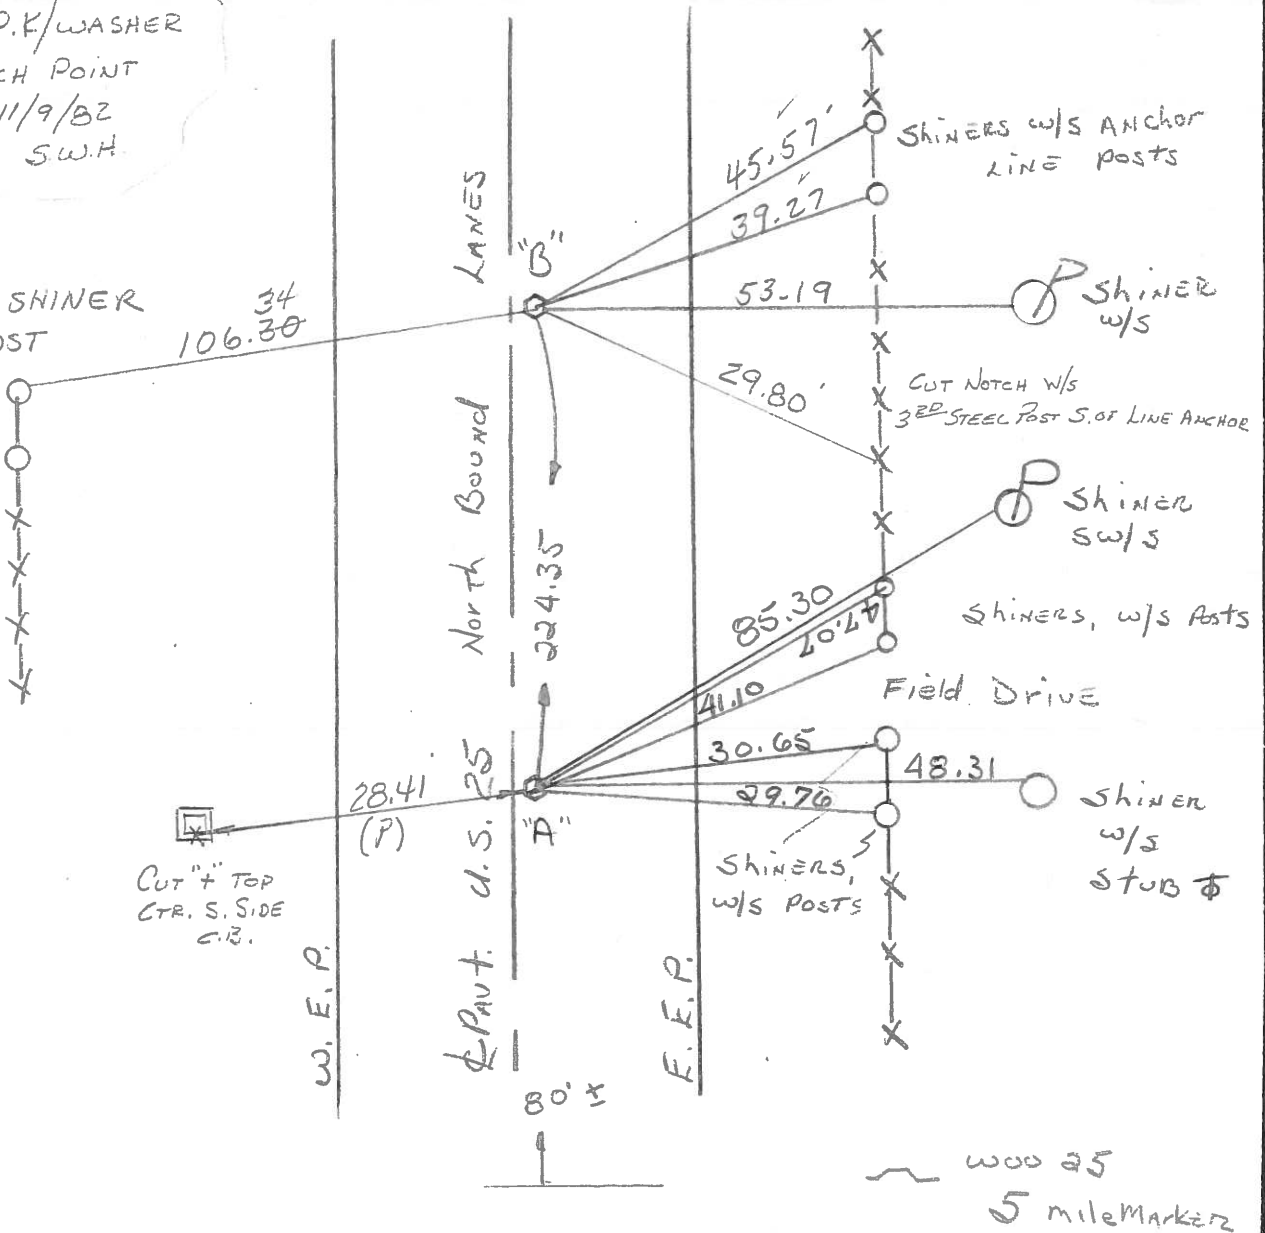 P.K/WASHER
CH POINT
11/9/82
S.W.H.
SHINER
OST
34
106.30
LANES
"B"
45.57'
39.27
SHINERS W/S ANCHOR
LINE POSTS
53.19
SHINER
W/S
29.80'
CUT NOTCH W/S
3RD STEEL POST S. OF LINE ANCHOR
North Bound
224.35
SHINER
SW/S
85.30
47.07
SHINERS, W/S POSTS
41.10
Field Drive
30.65
48.31
29.76
SHINER
W/S
STUB
28.41'
(P)
"A"
CUT "+" TOP
CTR. S. SIDE
C.B.
SHINERS,
W/S POSTS
W. E. P.
℄ PAVT. U.S. 25
E. E. P.
80' ±
WOO 25
5 mile MARKER